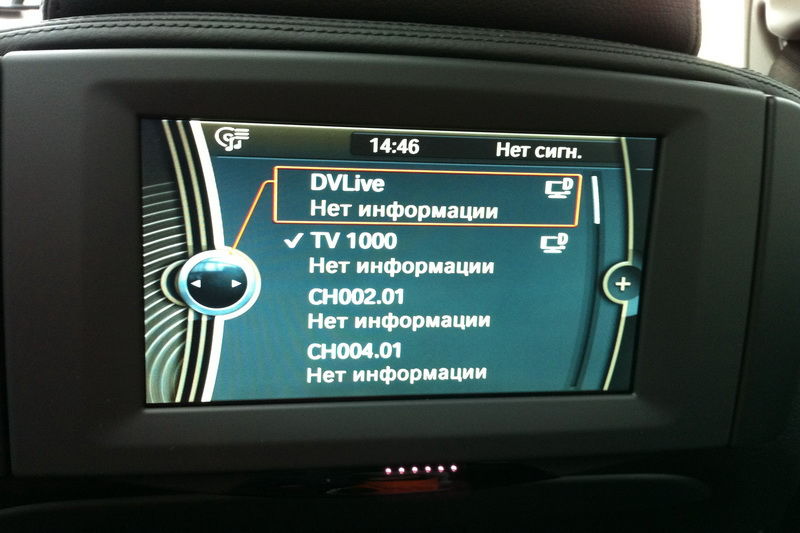 14:46 Нет сигн.
DVLive
Нет информации
✓ TV 1000
Нет информации
CH002.01
Нет информации
CH004.01
Нет информации